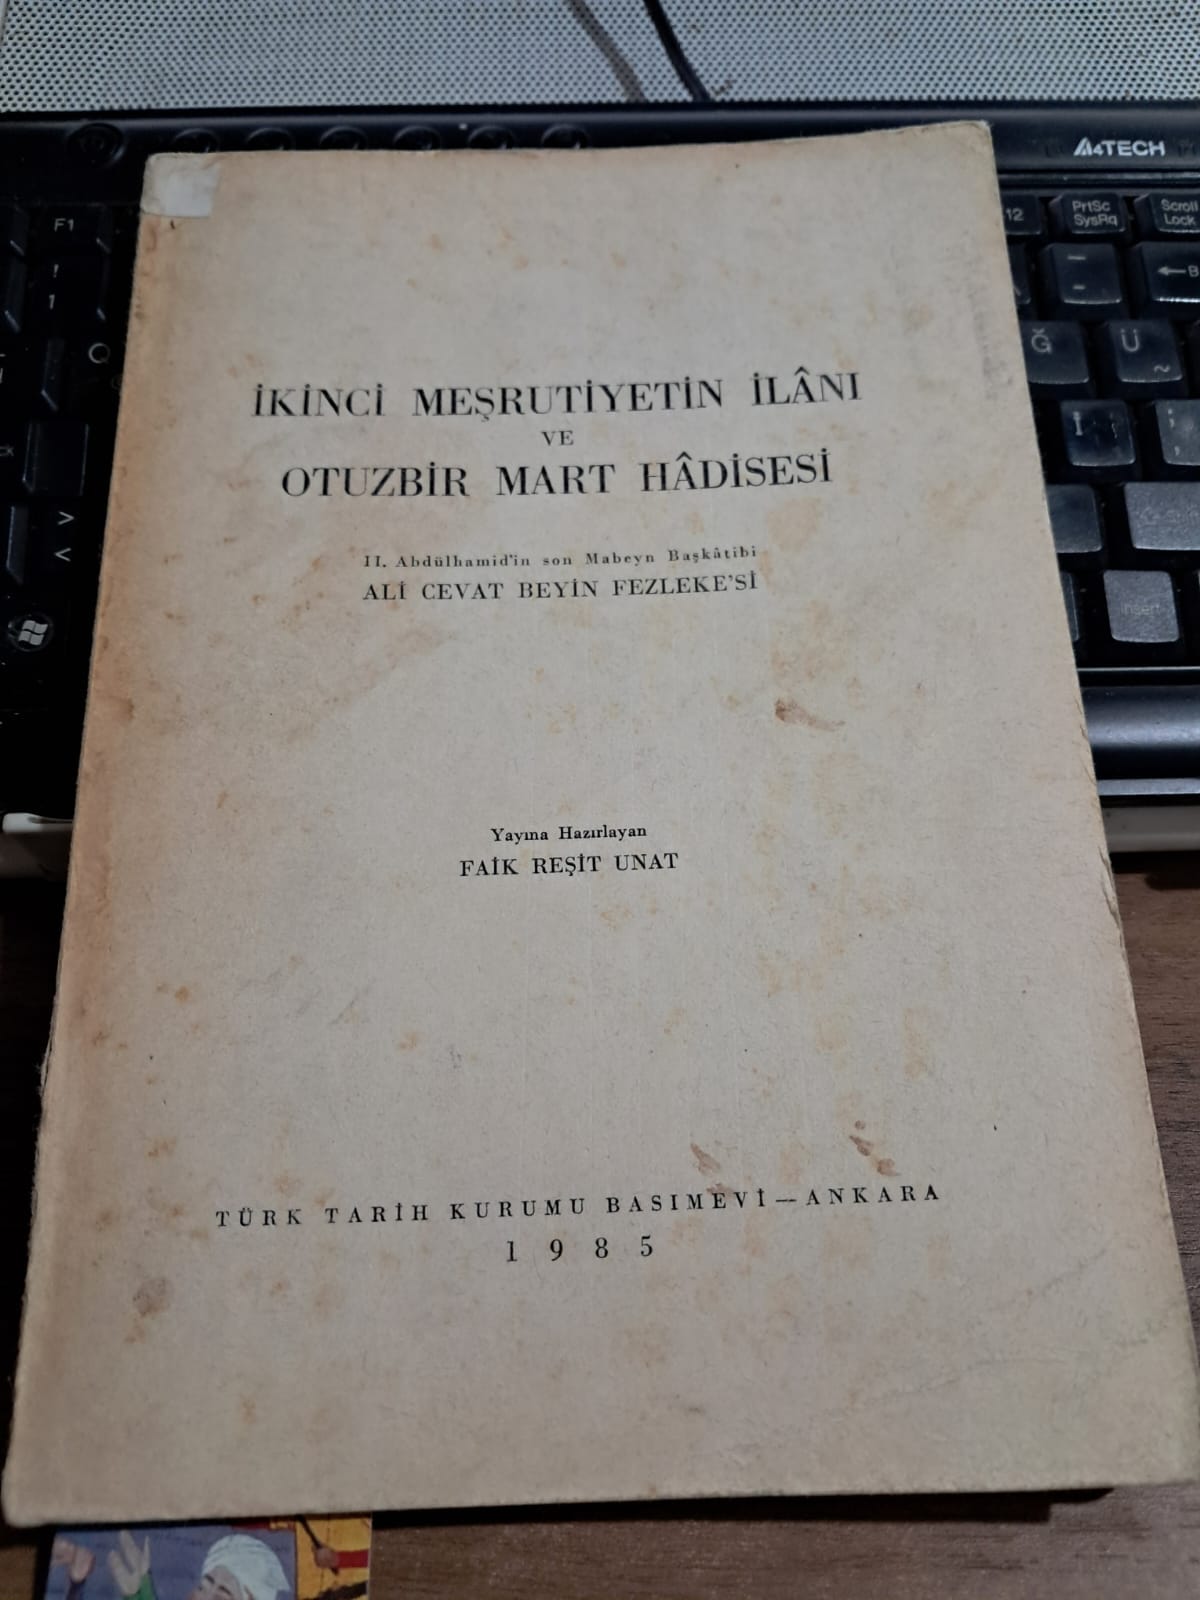 A4TECH
F1
12
PrtSc
SysRq
Scroll
Lock
!
1
Q
Ğ
Ü
~
İ
;
>
<
Insert
İKİNCİ MEŞRUTİYETİN İLÂNI
VE
OTUZBİR MART HÂDİSESİ
II. Abdülhamid'in son Mabeyn Başkâtibi
ALİ CEVAT BEYİN FEZLEKE'Sİ
Yayına Hazırlayan
FAİK REŞİT UNAT
TÜRK TARİH KURUMU BASIMEVİ—ANKARA
1985